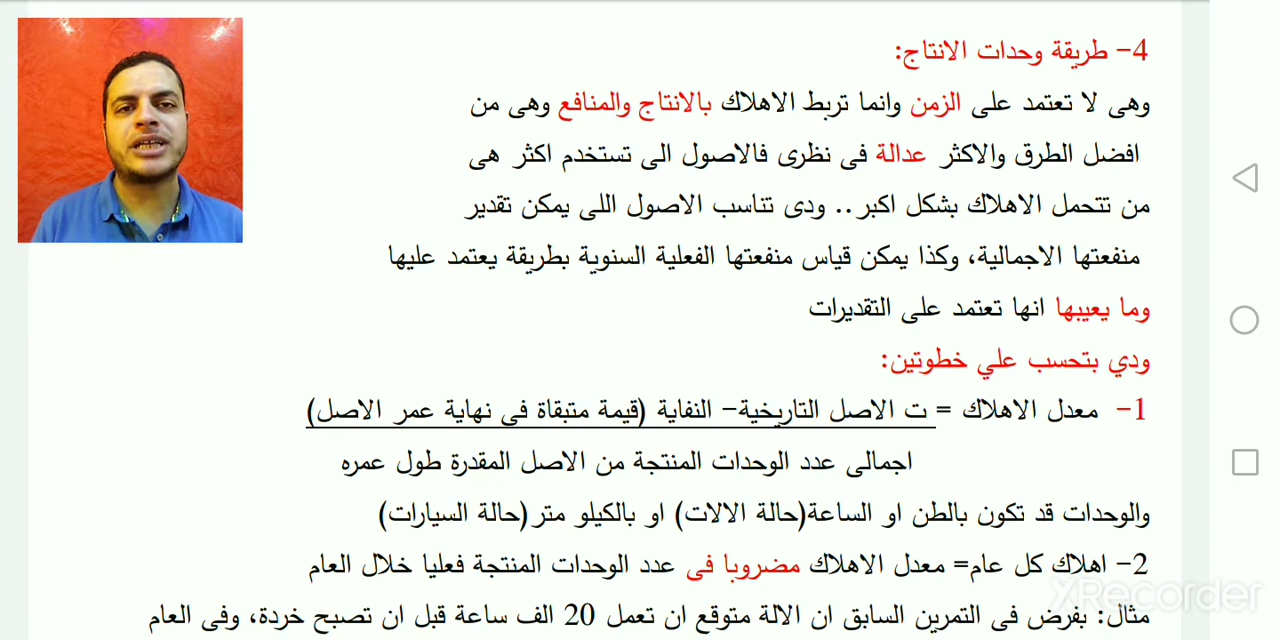 4- طريقة وحدات الانتاج:
وهى لا تعتمد على الزمن وانما تربط الاهلاك بالانتاج والمنافع وهى من
افضل الطرق والاكثر عدالة فى نظرى فالاصول الى تستخدم اكثر هى
من تتحمل الاهلاك بشكل اكبر.. ودى تناسب الاصول اللى يمكن تقدير
منفعتها الاجمالية، وكذا يمكن قياس منفعتها الفعلية السنوية بطريقة يعتمد عليها
وما يعيبها انها تعتمد على التقديرات
ودي بتحسب علي خطوتين:
1- معدل الاهلاك = ت الاصل التاريخية- النفاية (قيمة متبقاة فى نهاية عمر الاصل)
اجمالى عدد الوحدات المنتجة من الاصل المقدرة طول عمره
والوحدات قد تكون بالطن او الساعة(حالة الالات) او بالكيلو متر(حالة السيارات)
2- اهلاك كل عام= معدل الاهلاك مضروبا فى عدد الوحدات المنتجة فعليا خلال العام
مثال: بفرض فى التمرين السابق ان الالة متوقع ان تعمل 20 الف ساعة قبل ان تصبح خردة، وفى العام
XRecorder